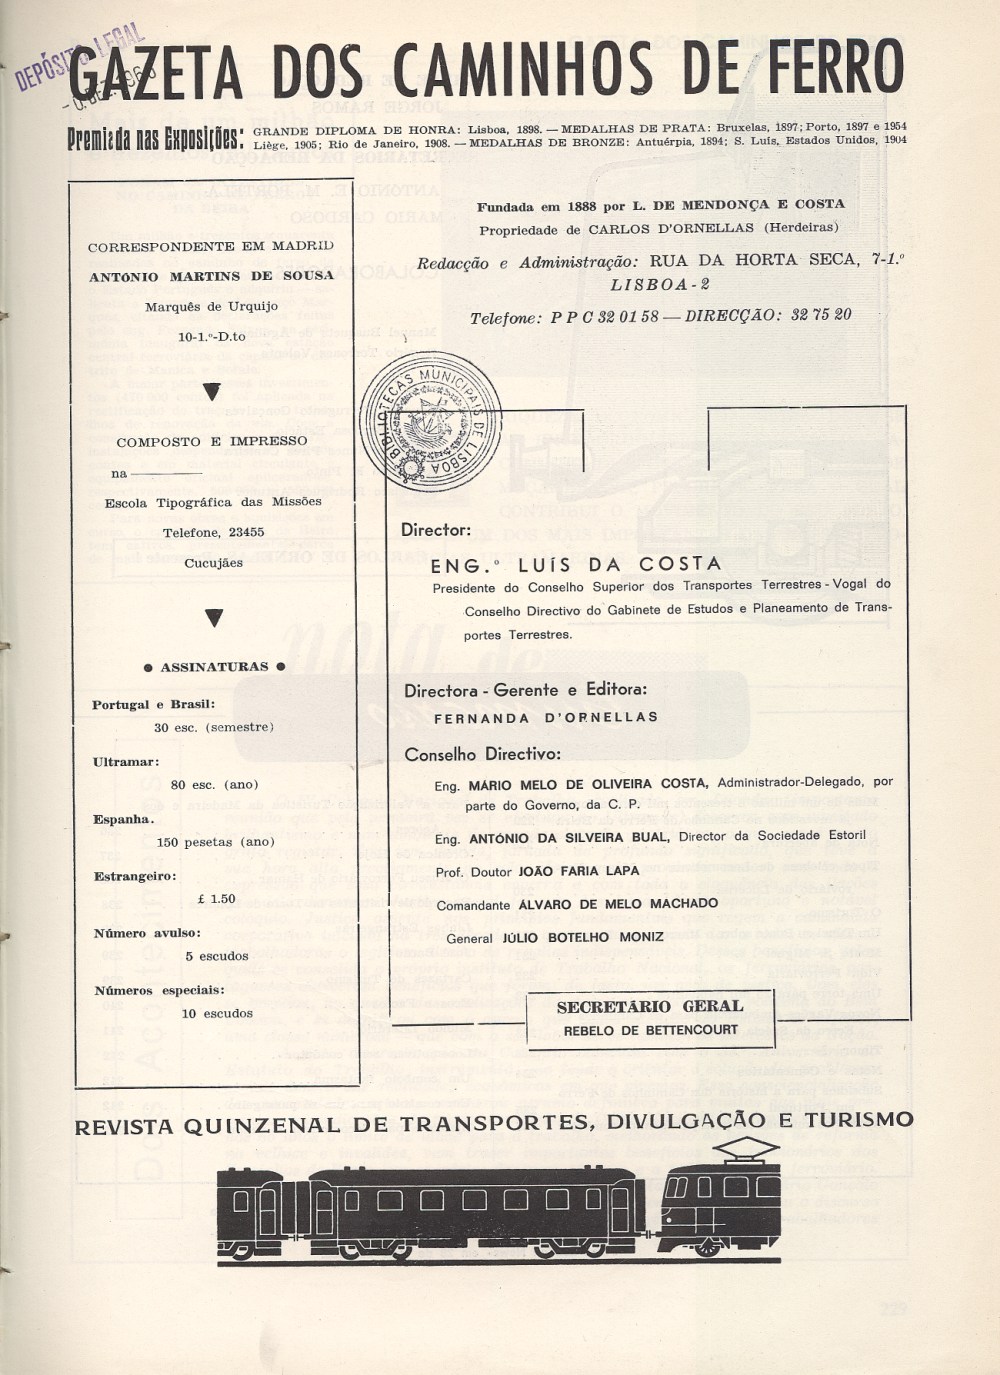 DEPÓSITO LEGAL
GAZETA DOS CAMINHOS DE FERRO
Premiada nas Exposições:
GRANDE DIPLOMA DE HONRA: Lisboa, 1898. — MEDALHAS DE PRATA: Bruxelas, 1897; Porto, 1897 e 1954
Liège, 1905; Rio de Janeiro, 1908. — MEDALHAS DE BRONZE: Antuérpia, 1894; S. Luís, Estados Unidos, 1904
CORRESPONDENTE EM MADRID
ANTÓNIO MARTINS DE SOUSA
Marquês de Urquijo
10-1.º-D.to
COMPOSTO E IMPRESSO
na
Escola Tipográfica das Missões
Telefone, 23455
Cucujães
● ASSINATURAS ●
Portugal e Brasil:
30 esc. (semestre)
Ultramar:
80 esc. (ano)
Espanha.
150 pesetas (ano)
Estrangeiro:
£ 1.50
Número avulso:
5 escudos
Números especiais:
10 escudos
Fundada em 1888 por L. DE MENDONÇA E COSTA
Propriedade de CARLOS D'ORNELLAS (Herdeiras)
Redacção e Administração: RUA DA HORTA SECA, 7-1.º
LISBOA-2
Telefone: P P C 32 01 58 — DIRECÇÃO: 32 75 20
BIBLIOTECAS MUNICIPAIS DE LISBOA
Director:
ENG.º LUÍS DA COSTA
Presidente do Conselho Superior dos Transportes Terrestres - Vogal do
Conselho Directivo do Gabinete de Estudos e Planeamento de Trans-
portes Terrestres.
Directora - Gerente e Editora:
FERNANDA D'ORNELLAS
Conselho Directivo:
Eng. MÁRIO MELO DE OLIVEIRA COSTA, Administrador-Delegado, por
parte do Governo, da C. P.
Eng. ANTÓNIO DA SILVEIRA BUAL, Director da Sociedade Estoril
Prof. Doutor JOÃO FARIA LAPA
Comandante ÁLVARO DE MELO MACHADO
General JÚLIO BOTELHO MONIZ
SECRETÁRIO GERAL
REBELO DE BETTENCOURT
REVISTA QUINZENAL DE TRANSPORTES, DIVULGAÇÃO E TURISMO